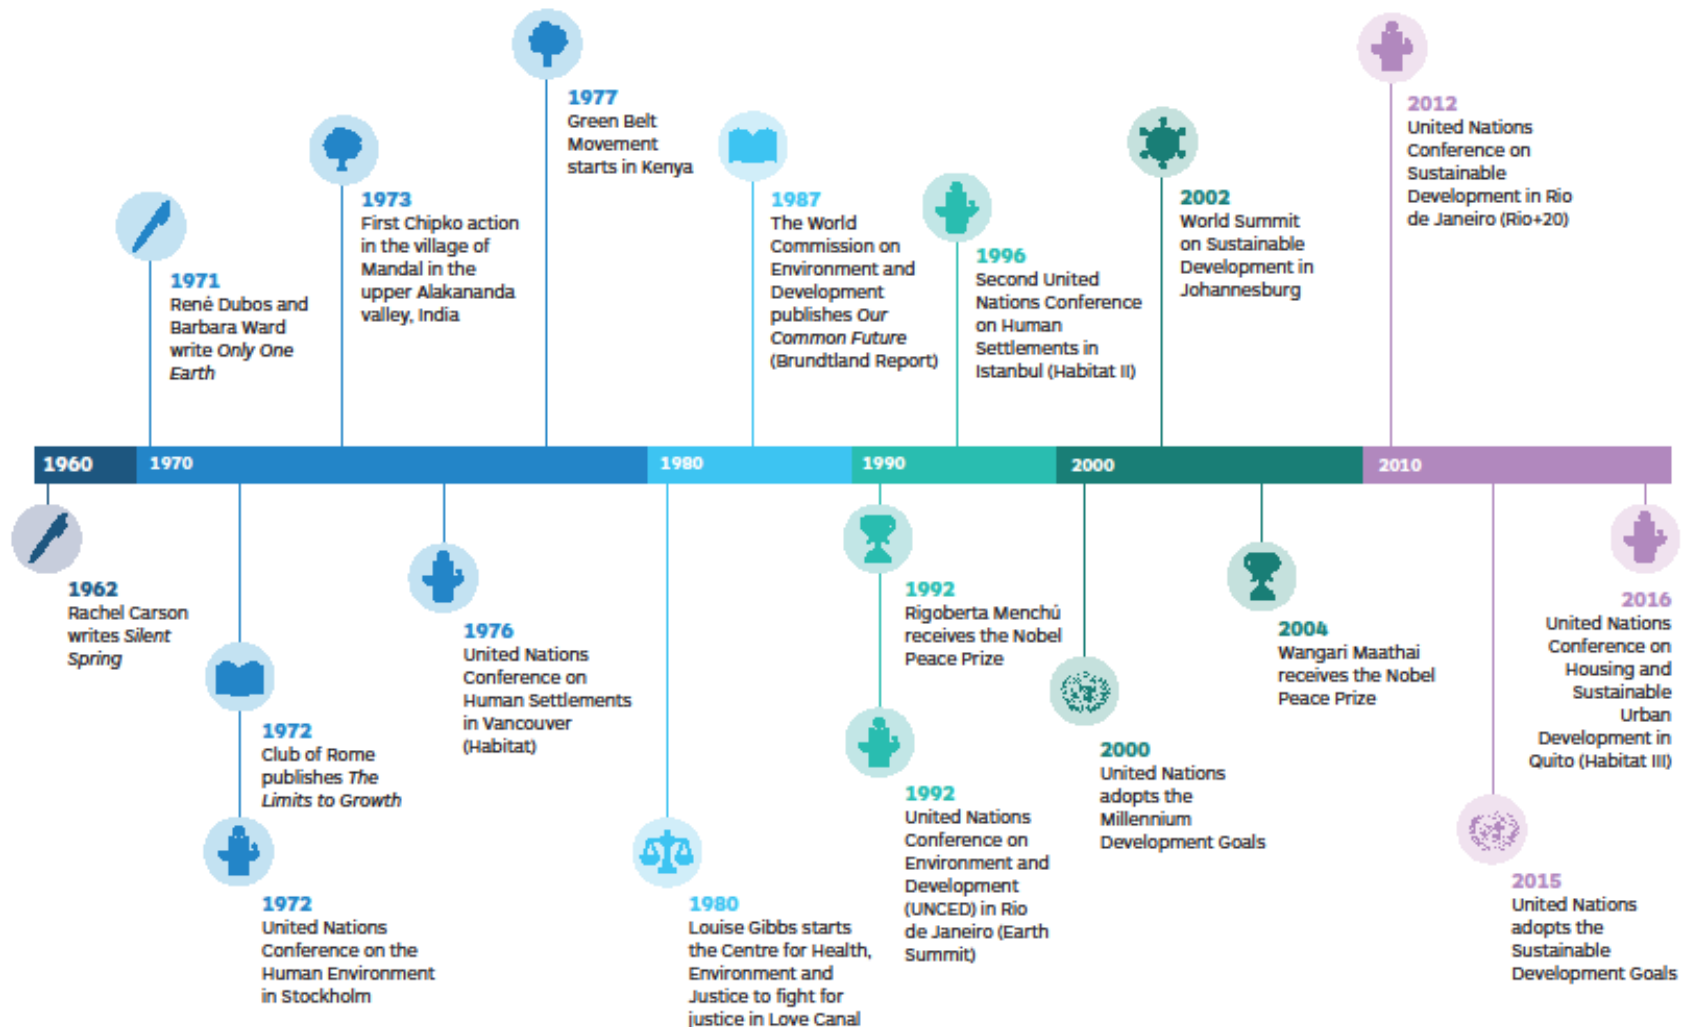 1977
Green Belt
Movement
starts in Kenya
2012
United Nations
Conference on
Sustainable
Development in Rio
de Janeiro (Rio+20)
1973
First Chipko action
in the village of
Mandal in the
upper Alakananda
valley, India
1987
The World
Commission on
Environment and
Development
publishes Our
Common Future
(Brundtland Report)
2002
World Summit
on Sustainable
Development in
Johannesburg
1971
René Dubos and
Barbara Ward
write Only One
Earth
1996
Second United
Nations Conference
on Human
Settlements in
Istanbul (Habitat II)
1960
1970
1980
1990
2000
2010
1962
Rachel Carson
writes Silent
Spring
1972
Club of Rome
publishes The
Limits to Growth
1972
United Nations
Conference on the
Human Environment
in Stockholm
1976
United Nations
Conference on
Human Settlements
in Vancouver
(Habitat)
1980
Louise Gibbs starts
the Centre for Health,
Environment and
Justice to fight for
justice in Love Canal
1992
Rigoberta Menchú
receives the Nobel
Peace Prize
1992
United Nations
Conference on
Environment and
Development
(UNCED) in Rio
de Janeiro (Earth
Summit)
2000
United Nations
adopts the
Millennium
Development Goals
2004
Wangari Maathai
receives the Nobel
Peace Prize
2015
United Nations
adopts the
Sustainable
Development Goals
2016
United Nations
Conference on
Housing and
Sustainable
Urban
Development in
Quito (Habitat III)